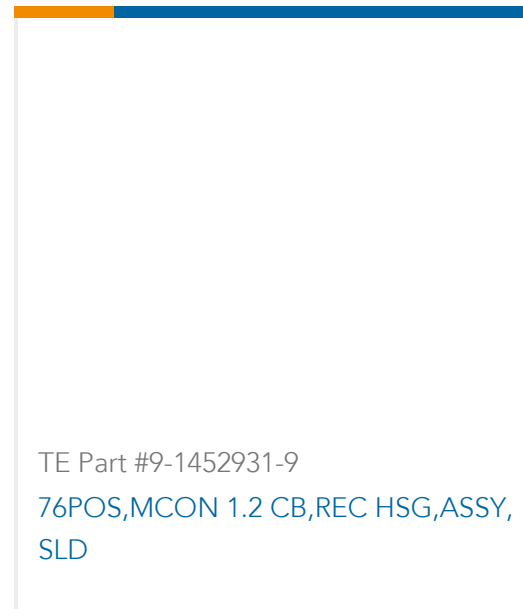 TE Part #9-1452931-9
76POS,MCON 1.2 CB,REC HSG,ASSY,
SLD